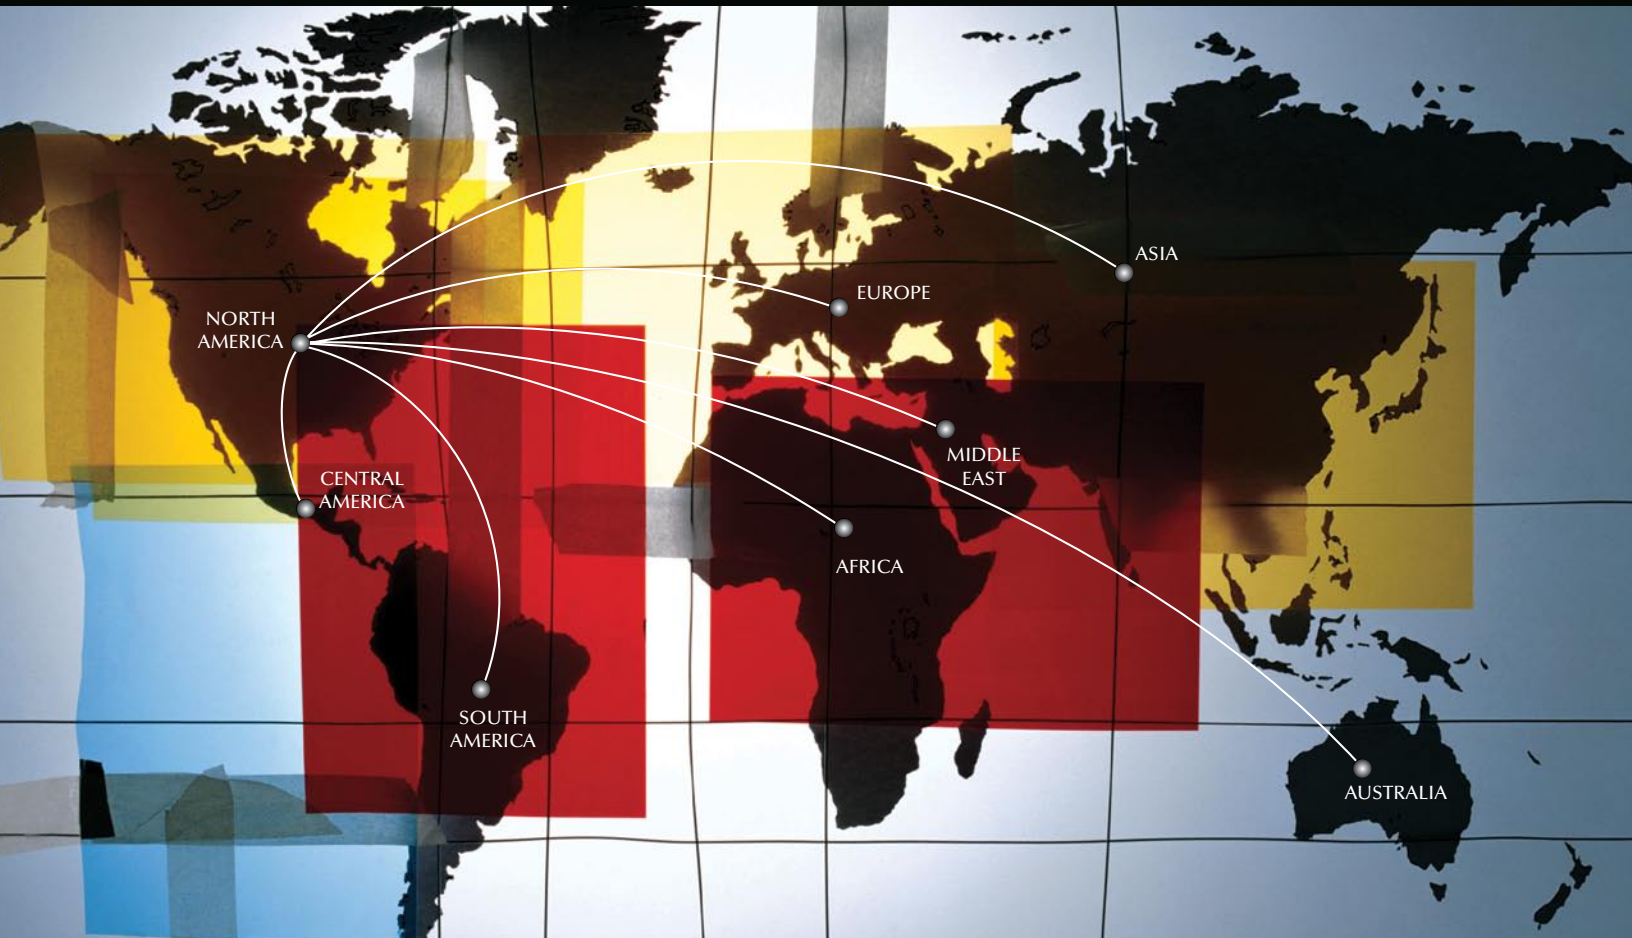 ASIA
EUROPE
NORTH
AMERICA
MIDDLE
EAST
CENTRAL
AMERICA
AFRICA
SOUTH
AMERICA
AUSTRALIA